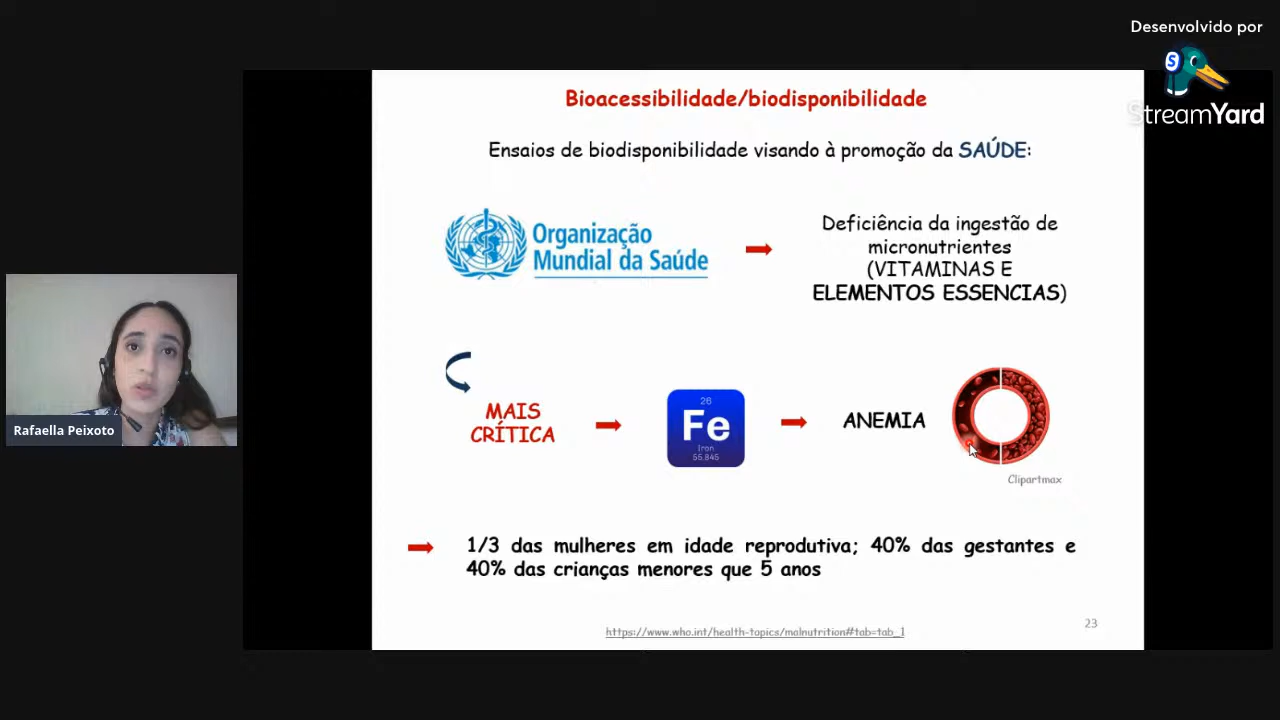 Desenvolvido por
StreamYard
Bioacessibilidade/biodisponibilidade
Ensaios de biodisponibilidade visando à promoção da SAÚDE:
Organização
Mundial da Saúde
Deficiência da ingestão de
micronutrientes
(VITAMINAS E
ELEMENTOS ESSENCIAS)
MAIS
CRÍTICA
26
Fe
Iron
55,845
ANEMIA
Clipartmax
Rafaella Peixoto
1/3 das mulheres em idade reprodutiva; 40% das gestantes e
40% das crianças menores que 5 anos
23
https://www.who.int/health-topics/malnutrition#tab=tab_1